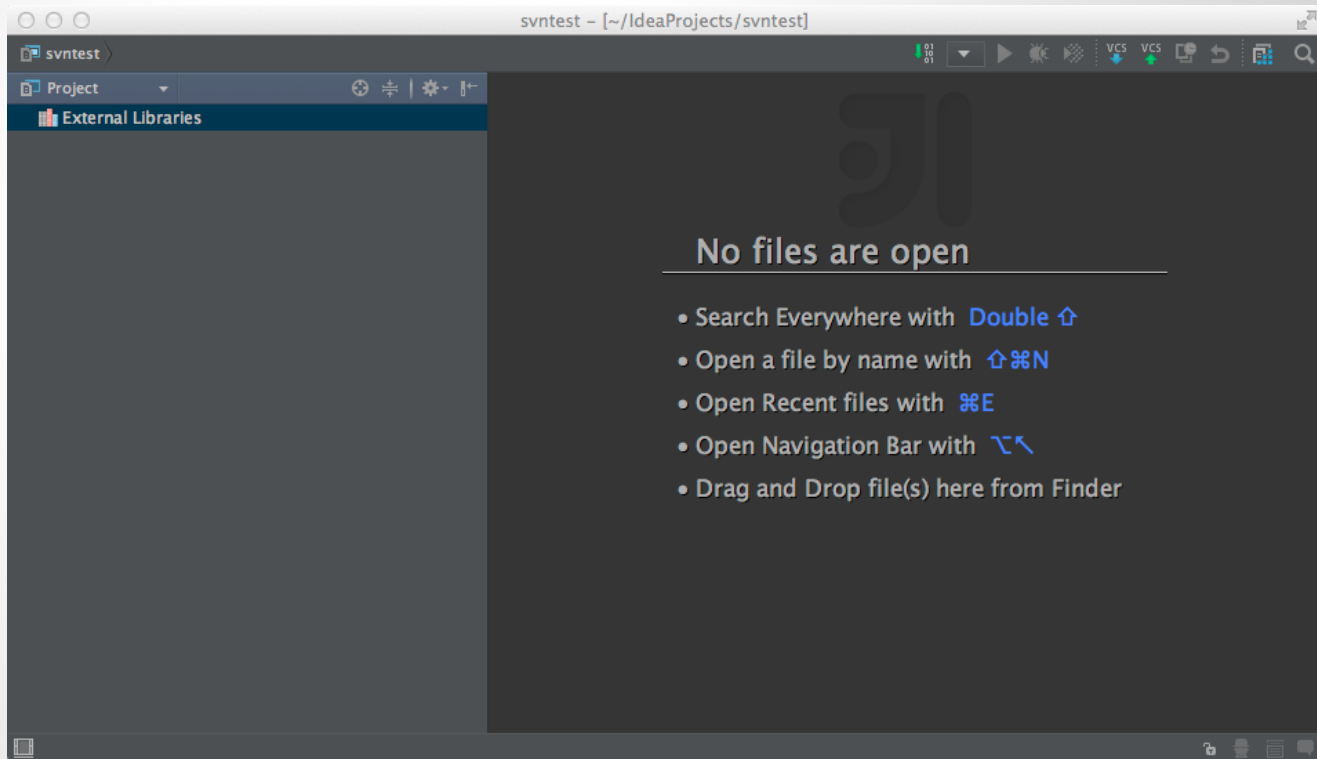 svntest – [~/IdeaProjects/svntest]
svntest
VCS VCS
Project
External Libraries
No files are open
• Search Everywhere with Double ⇧
• Open a file by name with ⇧⌘N
• Open Recent files with ⌘E
• Open Navigation Bar with ⌥↖
• Drag and Drop file(s) here from Finder